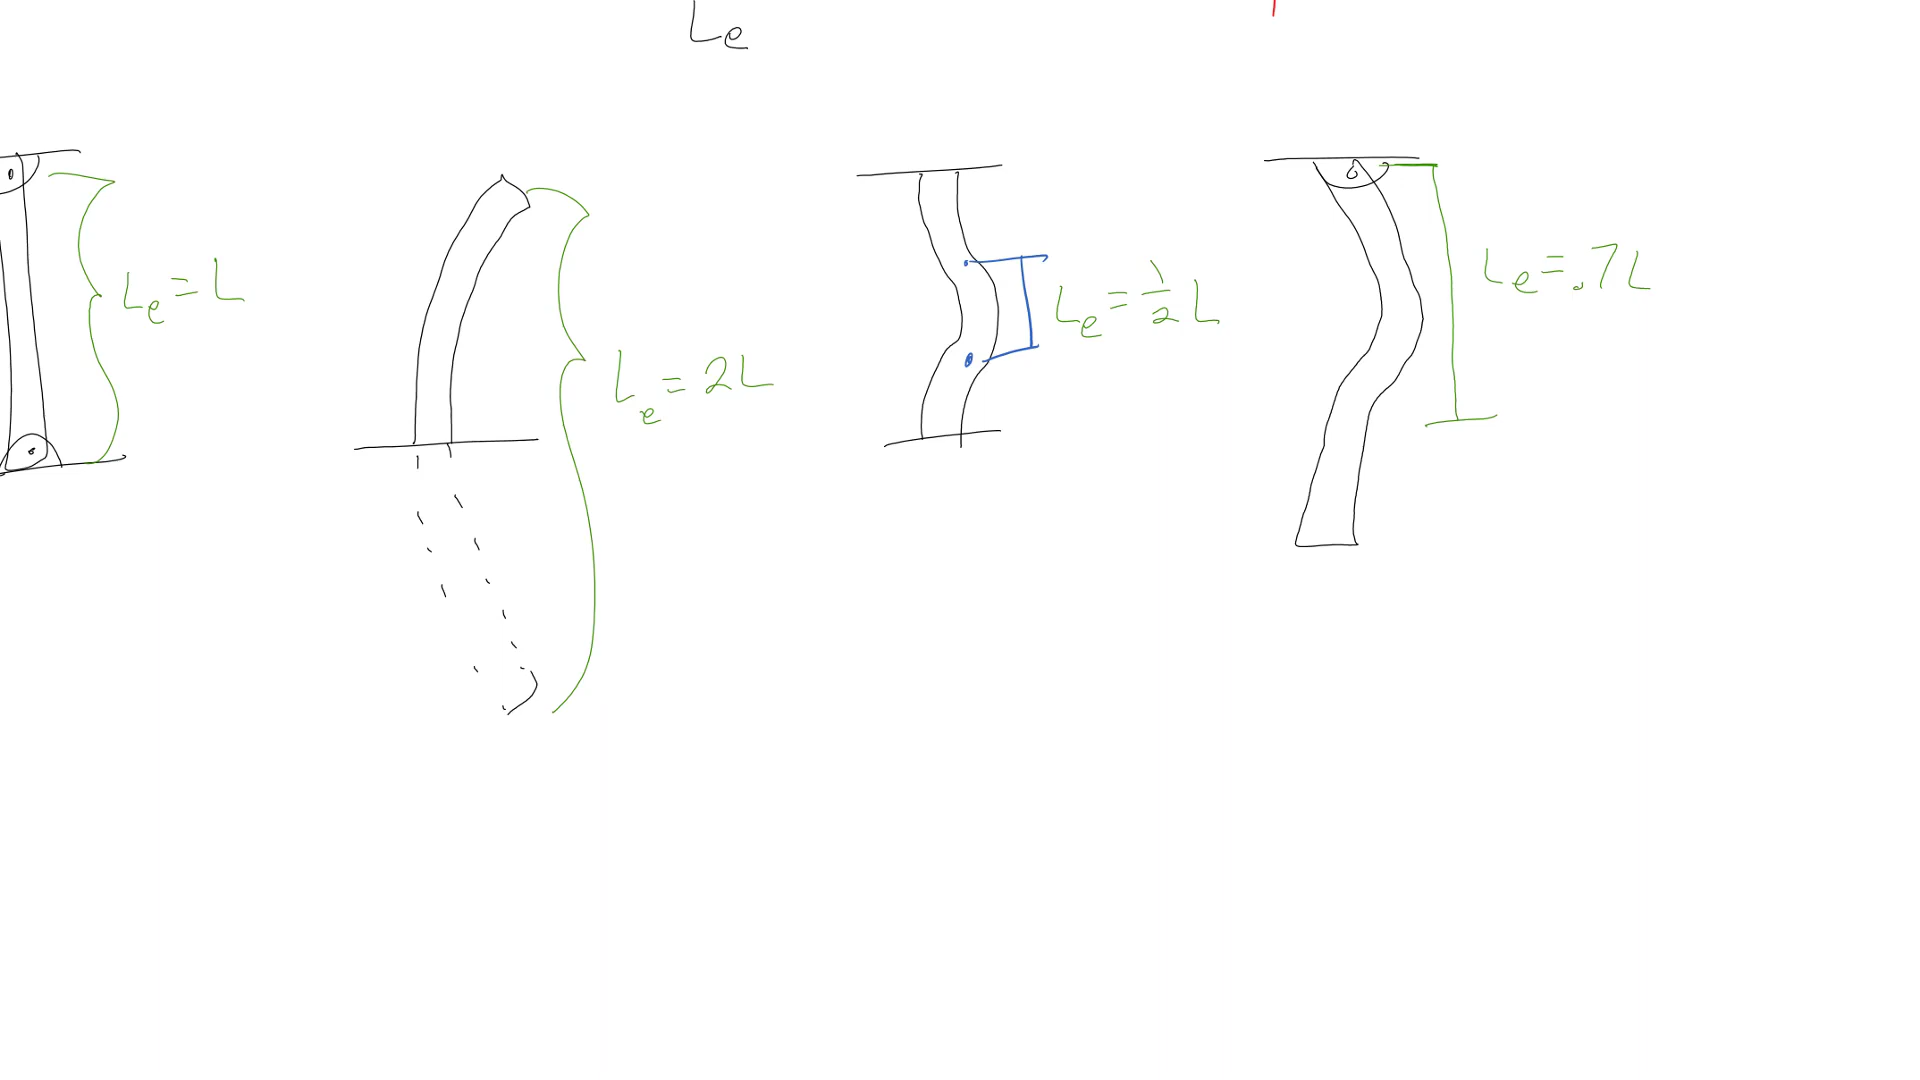 Le
Le = L
Le = 2L
Le = 1/2 L
Le = .7L